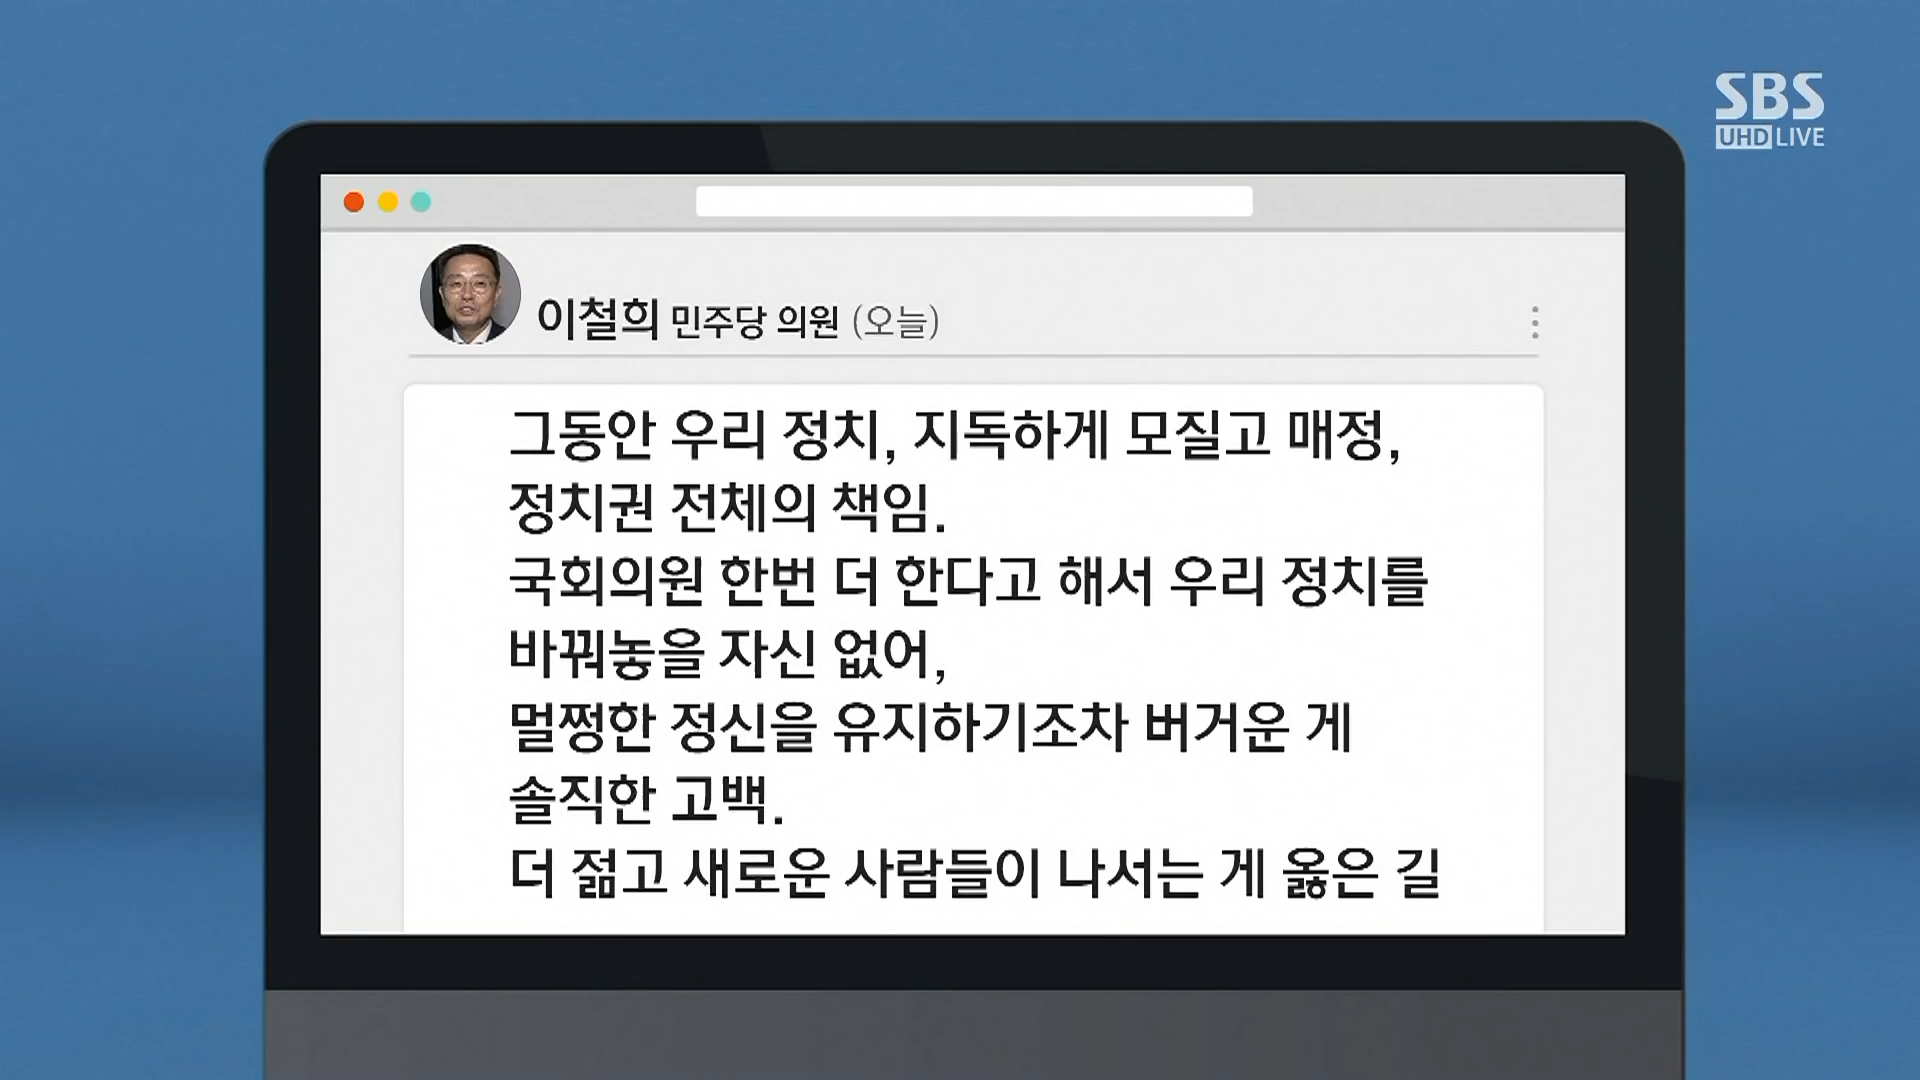 SBS
UHD LIVE
이철희 민주당 의원 (오늘)
그동안 우리 정치, 지독하게 모질고 매정,
정치권 전체의 책임.
국회의원 한번 더 한다고 해서 우리 정치를
바꿔놓을 자신 없어,
멀쩡한 정신을 유지하기조차 버거운 게
솔직한 고백.
더 젊고 새로운 사람들이 나서는 게 옳은 길